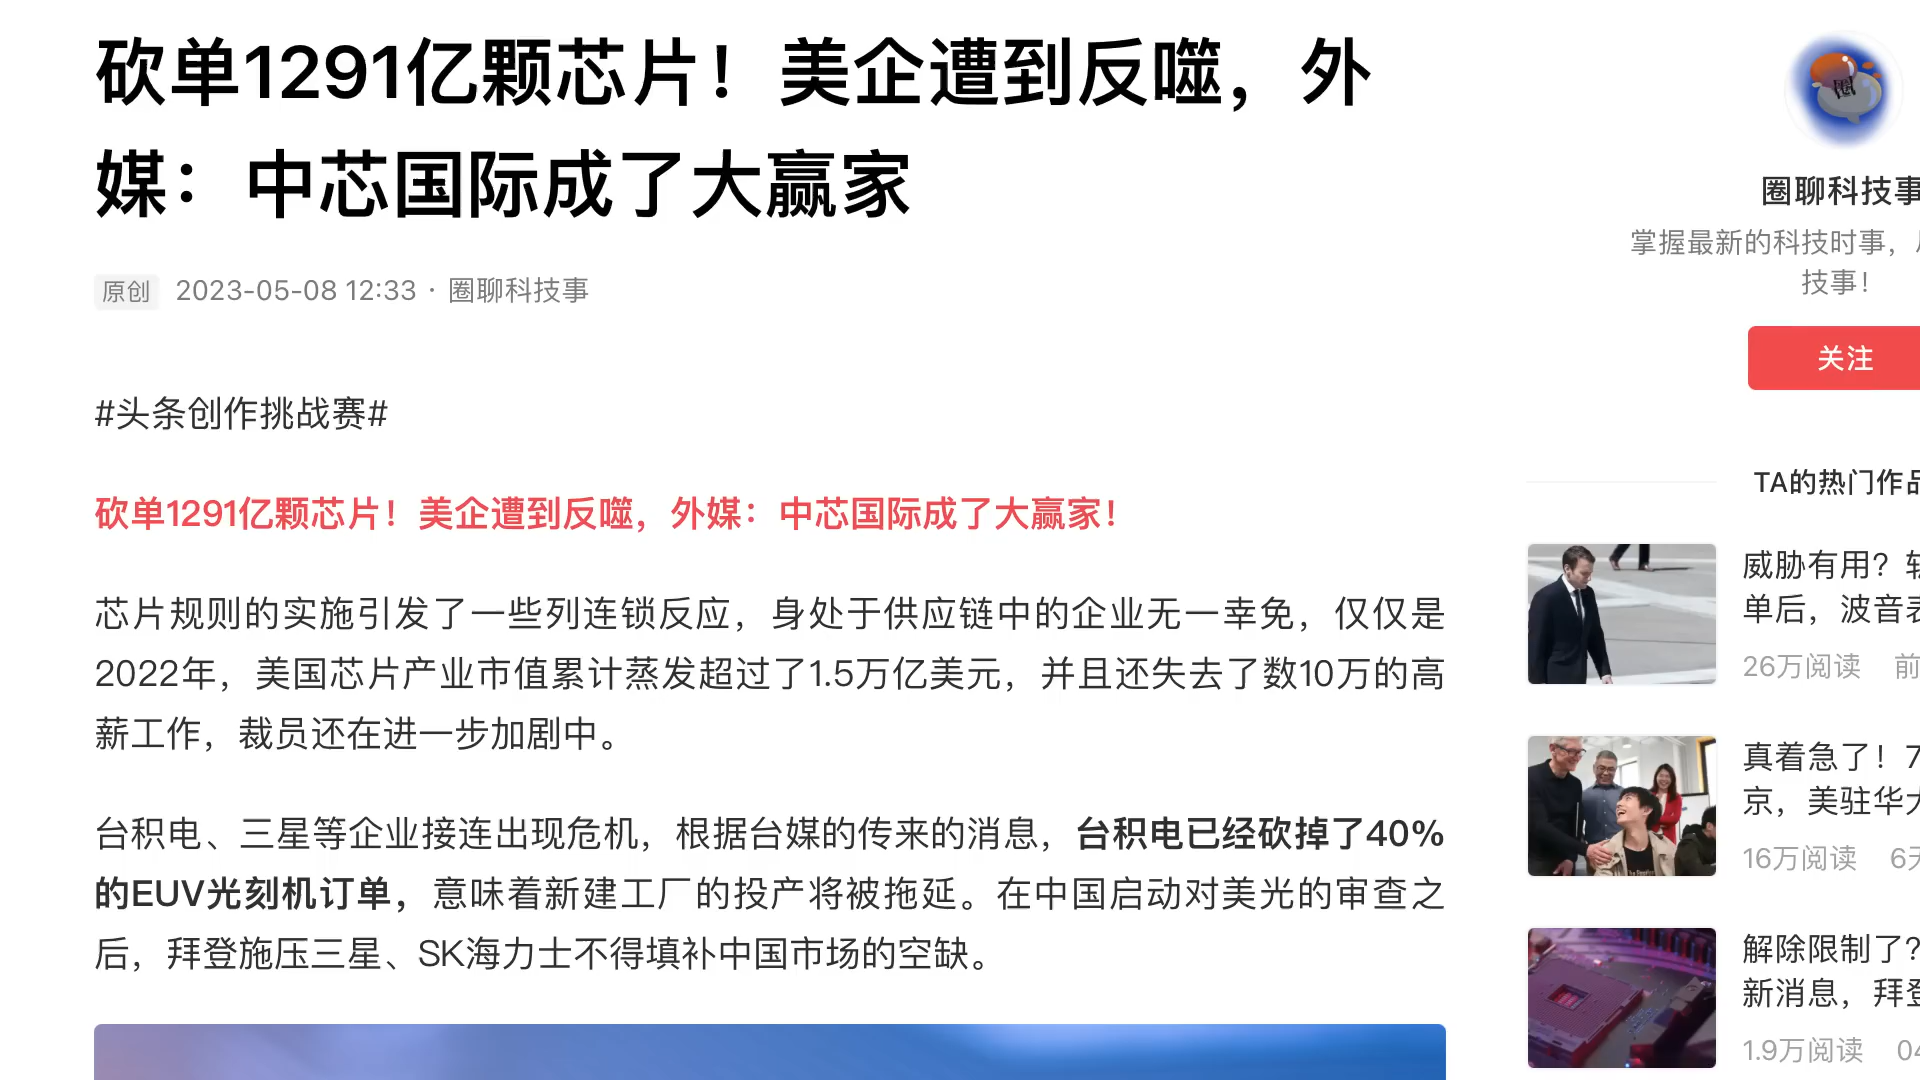 砍单1291亿颗芯片！美企遭到反噬，外
媒：中芯国际成了大赢家
原创 2023-05-08 12:33 · 圈聊科技事
#头条创作挑战赛#
砍单1291亿颗芯片！美企遭到反噬，外媒：中芯国际成了大赢家！
芯片规则的实施引发了一些列连锁反应，身处于供应链中的企业无一幸免，仅仅是
2022年，美国芯片产业市值累计蒸发超过了1.5万亿美元，并且还失去了数10万的高
薪工作，裁员还在进一步加剧中。
台积电、三星等企业接连出现危机，根据台媒的传来的消息，台积电已经砍掉了40%
的EUV光刻机订单，意味着新建工厂的投产将被拖延。在中国启动对美光的审查之
后，拜登施压三星、SK海力士不得填补中国市场的空缺。
圈
圈聊科技事
掌握最新的科技时事，
技事！
关注
TA的热门作品
威胁有用？
单后，波音表
26万阅读 前
真着急了！7
京，美驻华大
16万阅读 6天
解除限制了？
新消息，拜登
1.9万阅读 04